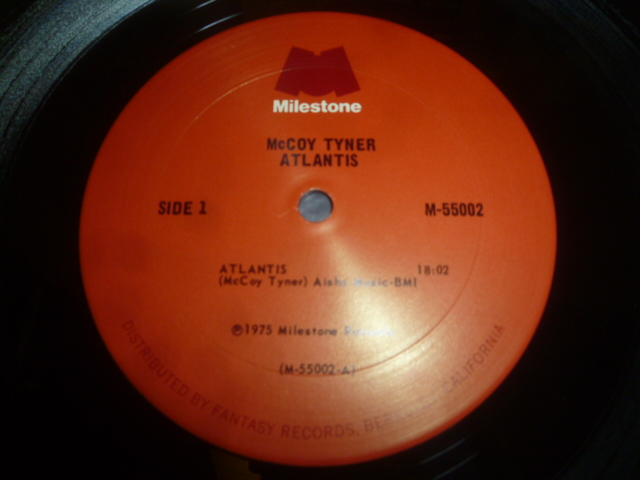 Milestone
McCOY TYNER
ATLANTIS
SIDE 1
M-55002
ATLANTIS 18:02
(McCoy Tyner) Aisha Music-BMI
℗1975 Milestone
(M-55002-A)
DISTRIBUTED BY FANTASY RECORDS, CALIFORNIA